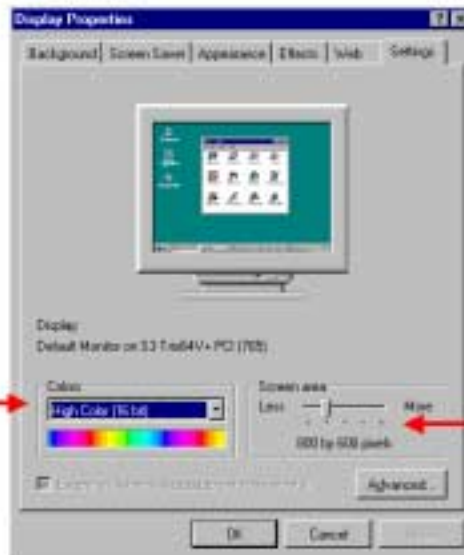 Display Properties
Background Screen Saver Appearance Effects Web Settings
Display:
Default Monitor on S3 Trio64V+ PCI (765)
Colors
High Color (16 bit)
Screen area
Less More
800 by 600 pixels
Advanced...
OK Cancel